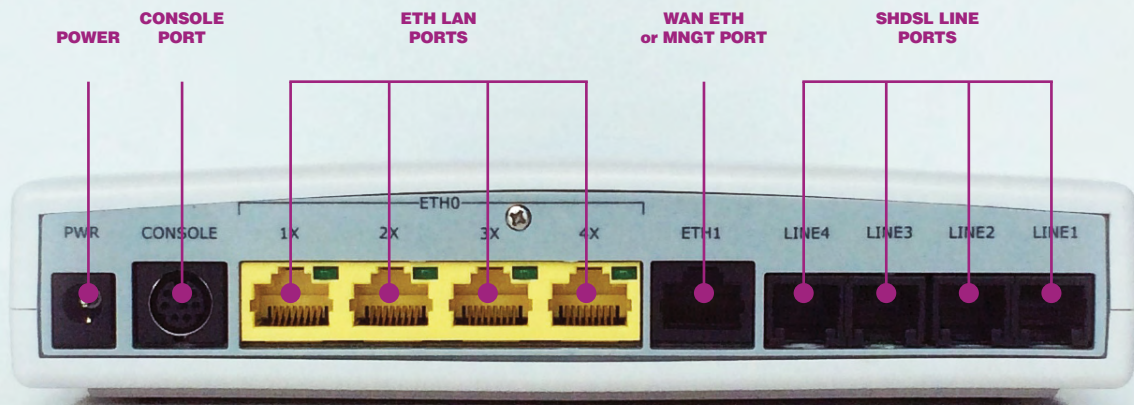 POWER
CONSOLE
PORT
ETH LAN
PORTS
WAN ETH
or MNGT PORT
SHDSL LINE
PORTS
ETH0
PWR CONSOLE 1X 2X 3X 4X ETH1 LINE4 LINE3 LINE2 LINE1